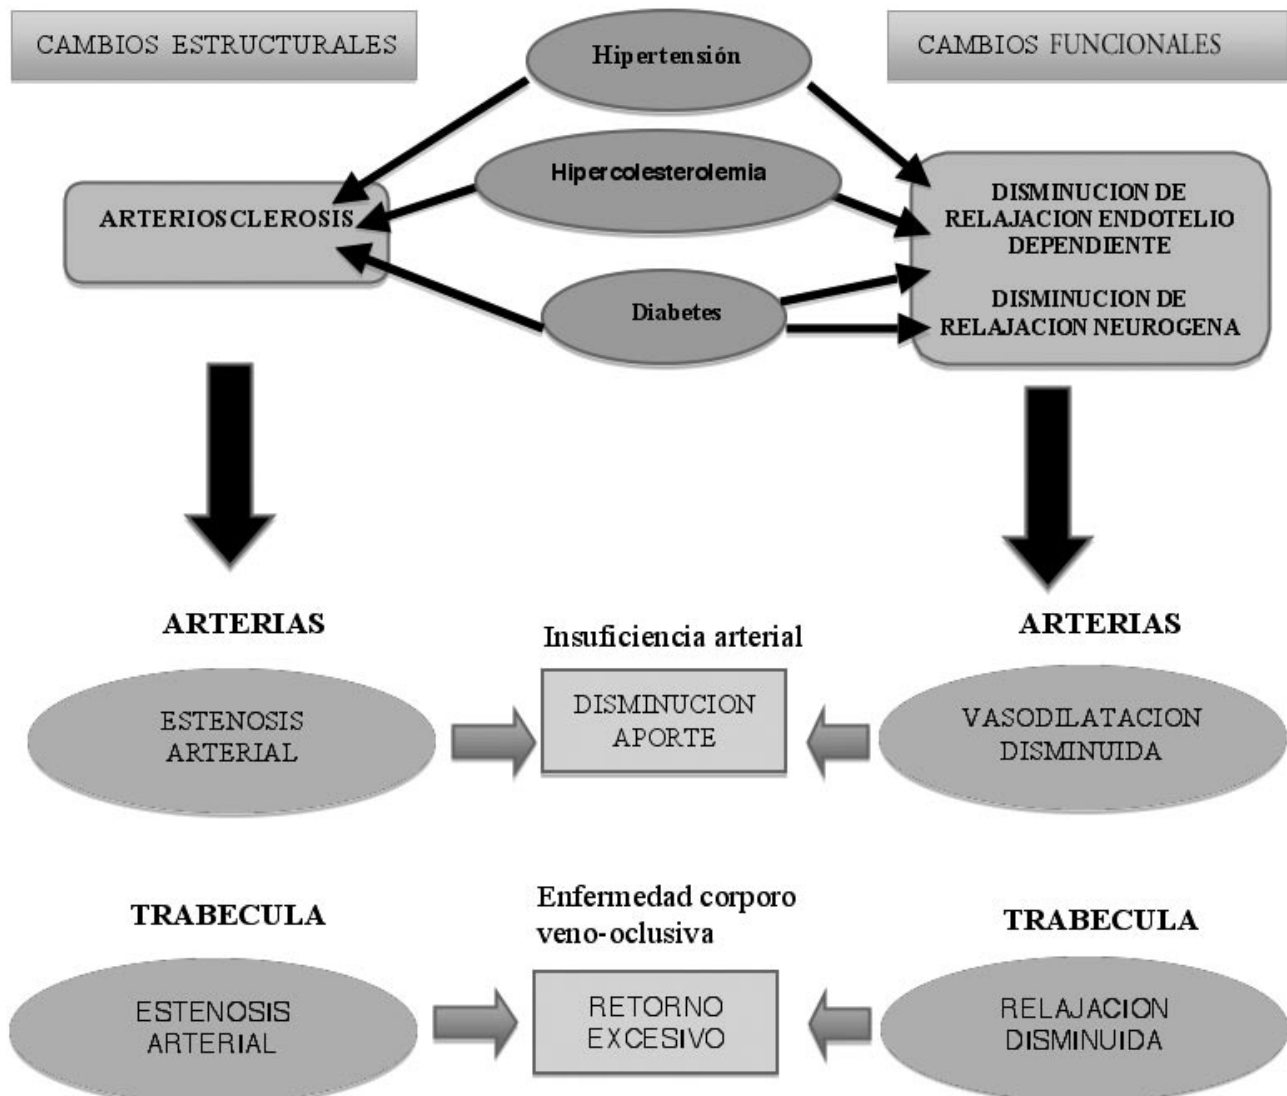 CAMBIOS ESTRUCTURALES
Hipertensión
CAMBIOS FUNCIONALES
Hipercolesterolemia
ARTERIOSCLEROSIS
DISMINUCION DE
RELAJACION ENDOTELIO
DEPENDIENTE
Diabetes
DISMINUCION DE
RELAJACION NEUROGENA
ARTERIAS
Insuficiencia arterial
ARTERIAS
ESTENOSIS
ARTERIAL
DISMINUCION
APORTE
VASODILATACION
DISMINUIDA
TRABECULA
Enfermedad corporo
veno-oclusiva
TRABECULA
ESTENOSIS
ARTERIAL
RETORNO
EXCESIVO
RELAJACION
DISMINUIDA